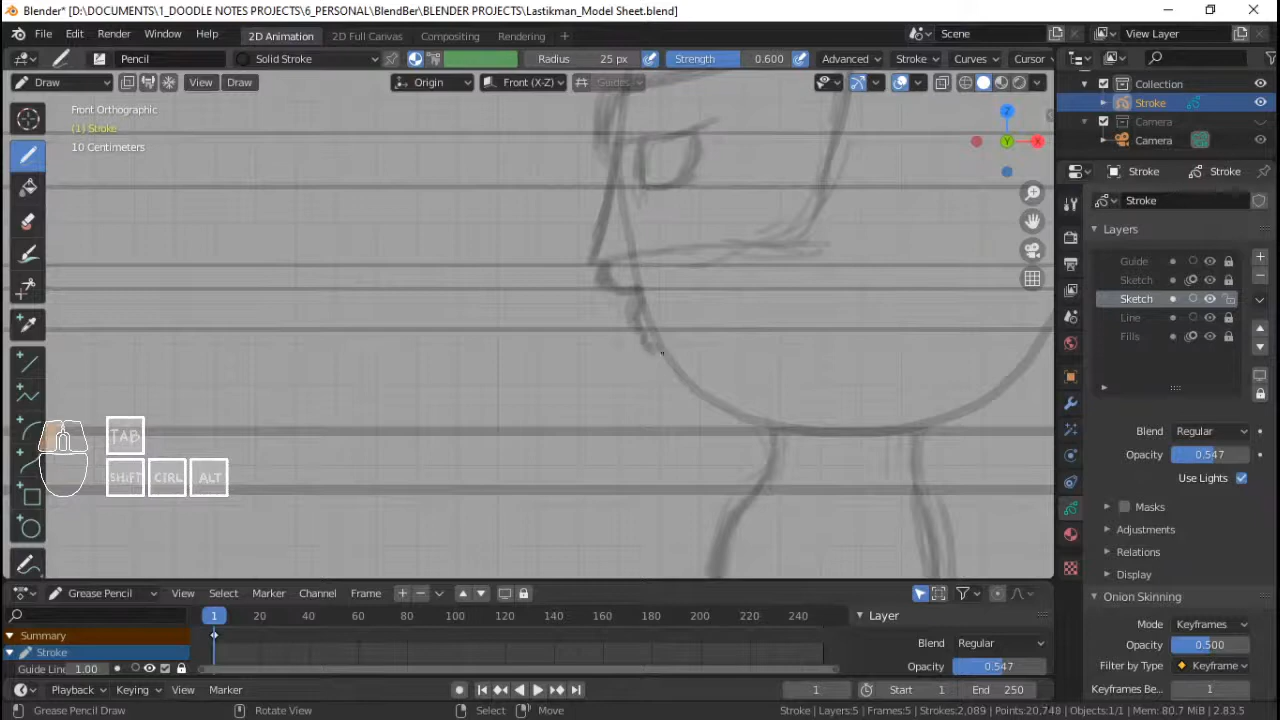 Blender* [D:\DOCUMENTS\1_DOODLE NOTES PROJECTS\6_PERSONAL\BlendBer\BLENDER PROJECTS\Lastikman_Model Sheet.blend]
File Edit Render Window Help 2D Animation 2D Full Canvas Compositing Rendering Scene View Layer
Pencil Solid Stroke Radius 25 px Strength 0.600 Advanced Stroke Curves Cursor
Draw View Draw Origin Front (X-Z) Guides
Collection
Stroke
Camera
Camera
Front Orthographic
(1) Stroke
10 Centimeters
Z
Y
X
Stroke Stroke
Stroke
Layers
Guide
Sketch
Sketch
Line
Fills
Blend Regular
Opacity 0.547
Use Lights
Masks
Adjustments
Relations
Display
Onion Skinning
Mode Keyframes
Opacity 0.500
Filter by Type Keyframe
Keyframes Be... 1
TAB
SHiFT CtRL ALT
Grease Pencil View Select Marker Channel Frame
1 20 40 60 80 100 120 140 160 180 200 220 240
Layer
Summary
Stroke
Guide Line 1.00
Blend Regular
Opacity 0.547
Playback Keying View Marker 1 Start 1 End 250
Grease Pencil Draw Rotate View Select Move Stroke | Layers:5 | Frames:5 | Strokes:2,089 | Points:20,748 | Objects:1/1 | Mem: 80.7 MiB | 2.83.5